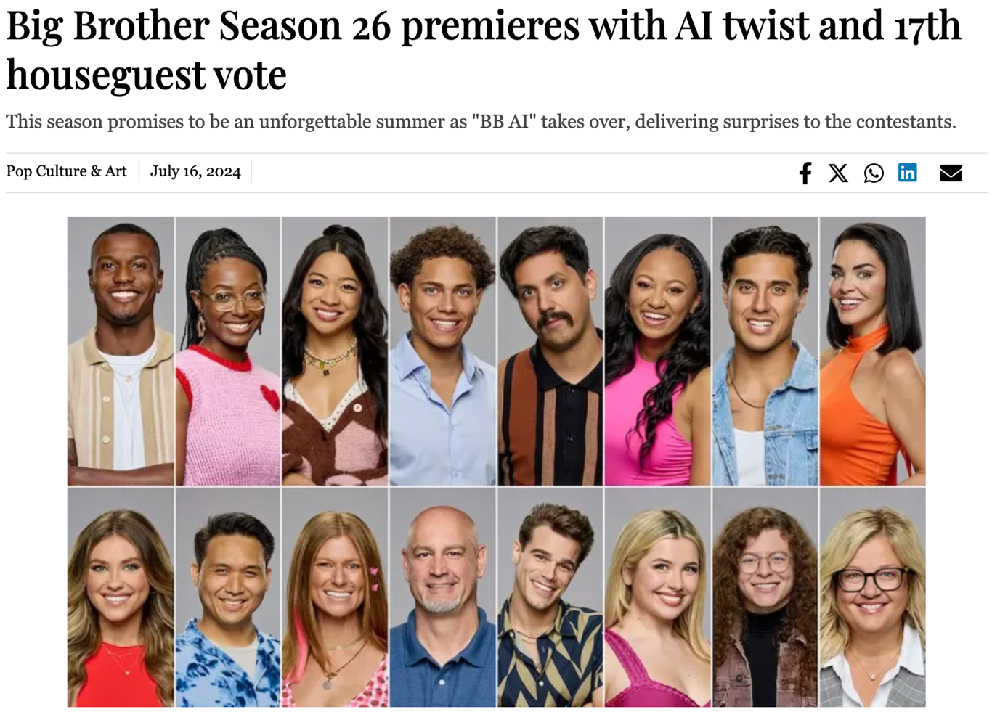 Big Brother Season 26 premieres with AI twist and 17th
houseguest vote
This season promises to be an unforgettable summer as "BB AI" takes over, delivering surprises to the contestants.
Pop Culture & Art
July 16, 2024